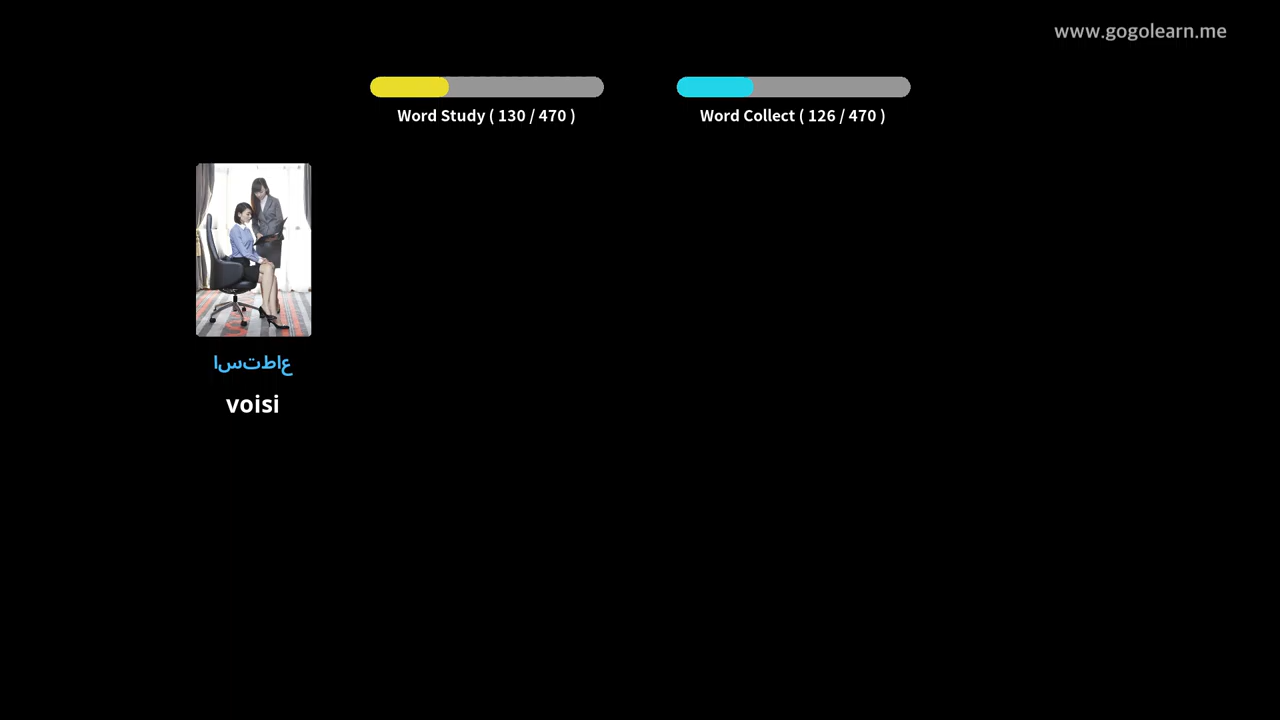 www.gogolearn.me
Word Study ( 130 / 470 )
Word Collect ( 126 / 470 )
استطاع
voisi